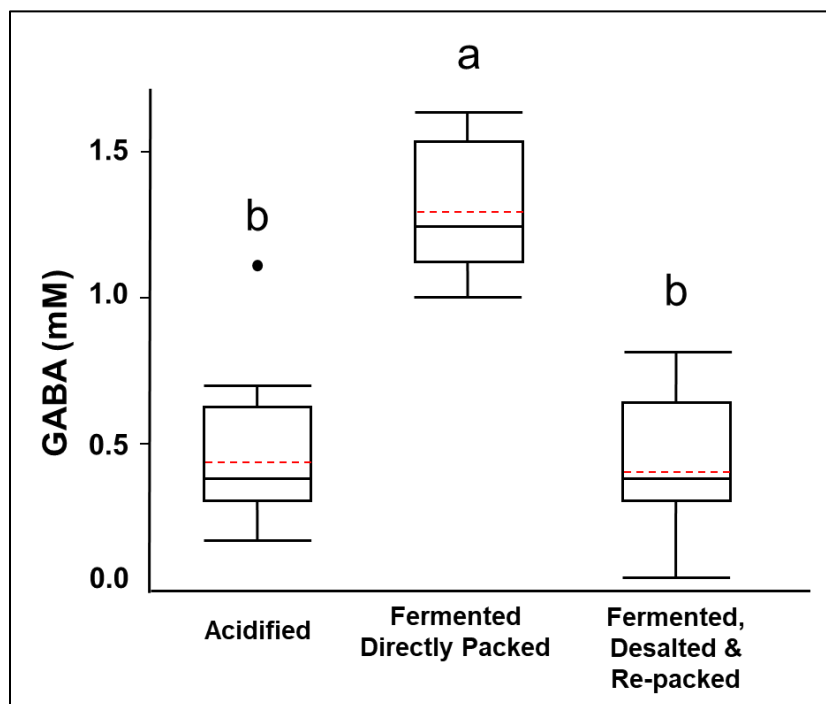 a
b
b
1.5
1.0
0.5
0.0
GABA (mM)
Acidified
Fermented
Directly Packed
Fermented,
Desalted &
Re-packed